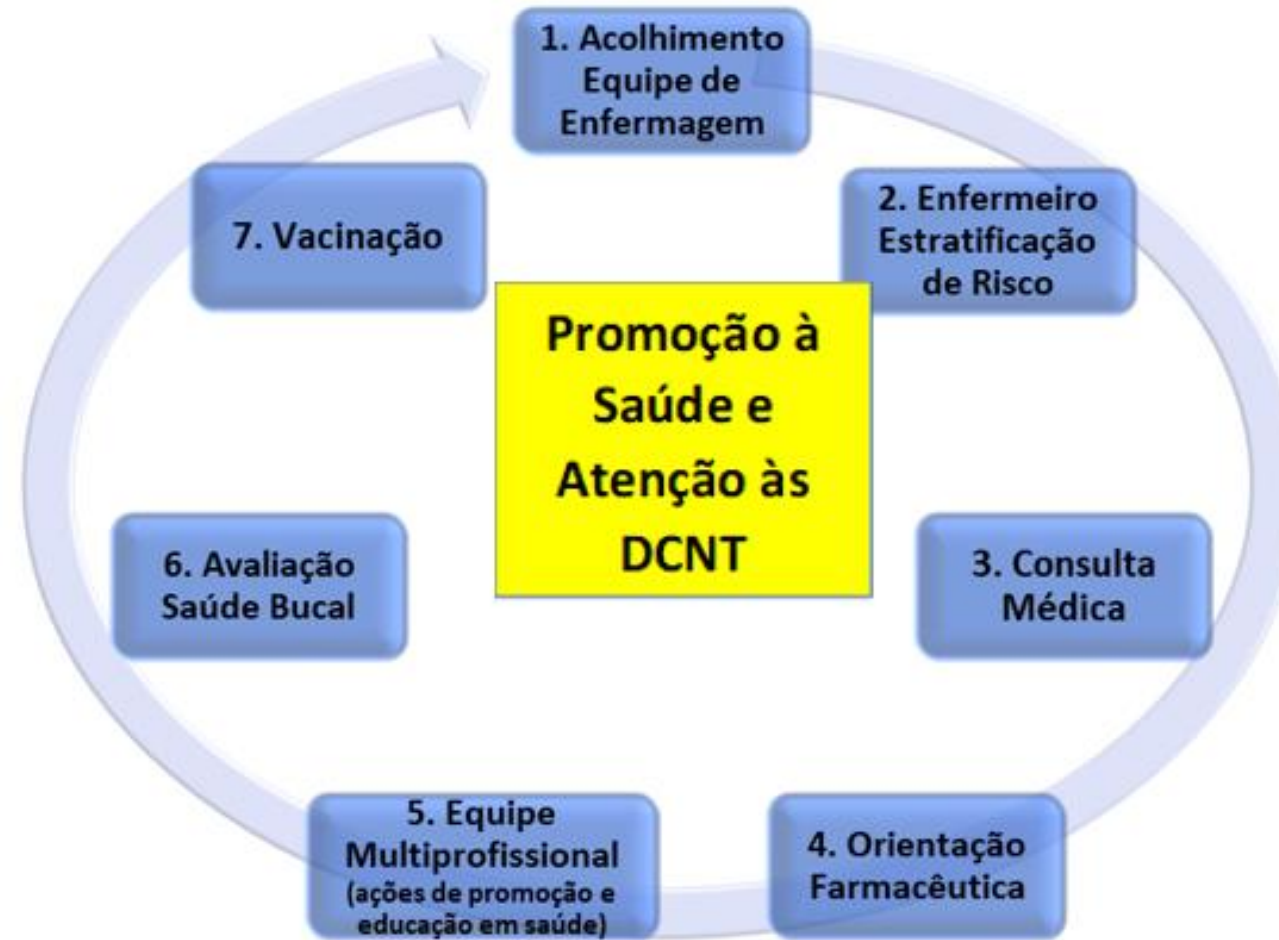 1. Acolhimento
Equipe de
Enfermagem
2. Enfermeiro
Estratificação
de Risco
3. Consulta
Médica
4. Orientação
Farmacêutica
5. Equipe
Multiprofissional
(ações de promoção e
educação em saúde)
6. Avaliação
Saúde Bucal
7. Vacinação
Promoção à
Saúde e
Atenção às
DCNT